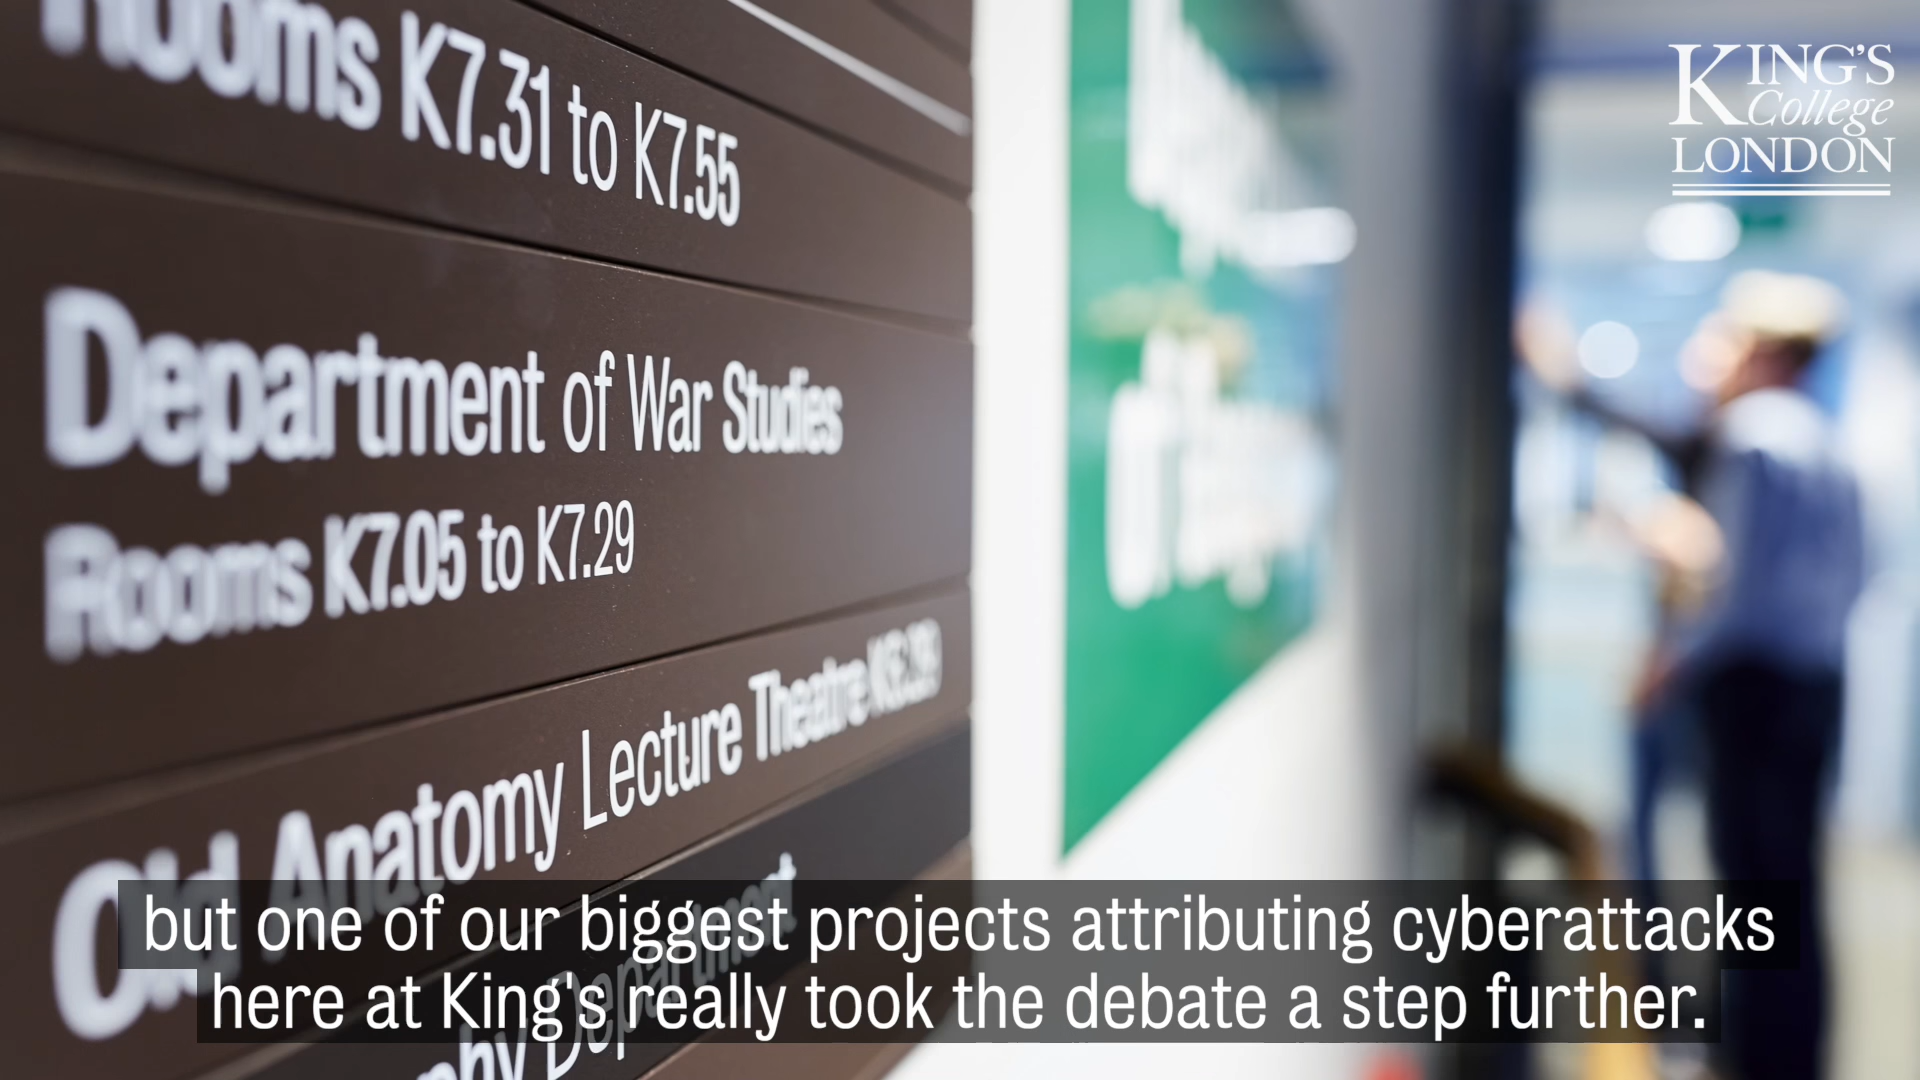 Rooms K7.31 to K7.55
Department of War Studies
Rooms K7.05 to K7.29
Old Anatomy Lecture Theatre
Department
KING'S
College
LONDON
but one of our biggest projects attributing cyberattacks
here at King's really took the debate a step further.